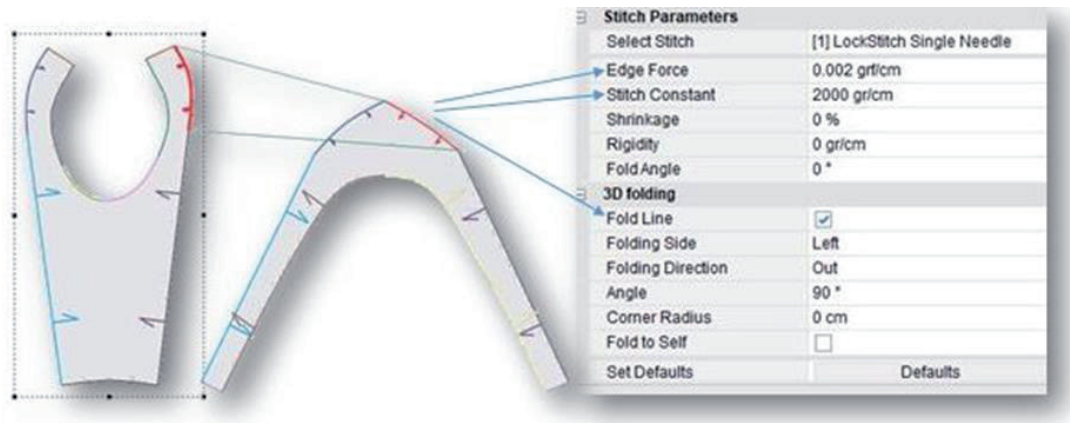 Stitch Parameters
Select Stitch [1] LockStitch Single Needle
Edge Force 0.002 grf/cm
Stitch Constant 2000 gr/cm
Shrinkage 0 %
Rigidity 0 gr/cm
Fold Angle 0 °
3D folding
Fold Line
Folding Side Left
Folding Direction Out
Angle 90 °
Corner Radius 0 cm
Fold to Self
Set Defaults Defaults